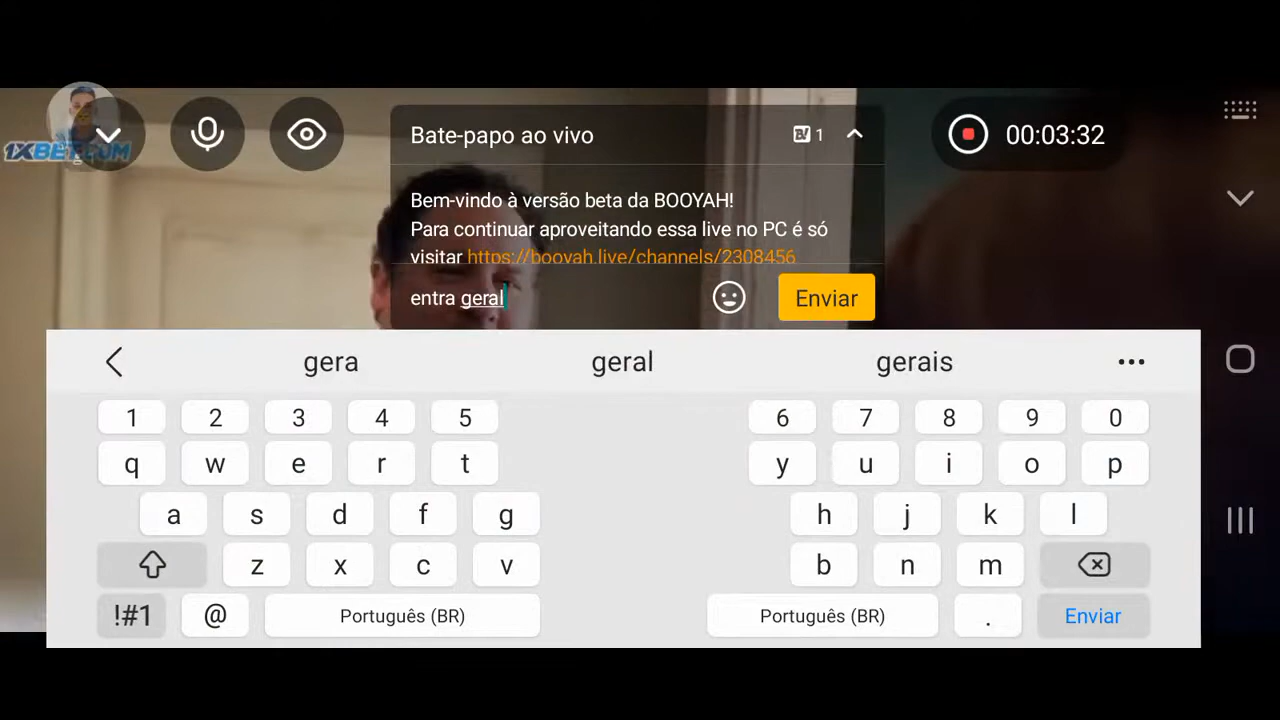 1XBET.COM
Bate-papo ao vivo
B! 1
00:03:32
Bem-vindo à versão beta da BOOYAH!
Para continuar aproveitando essa live no PC é só
visitar https://booyah.live/channels/2308456
entra geral
Enviar
gera geral gerais
1 2 3 4 5 6 7 8 9 0
q w e r t y u i o p
a s d f g h j k l
z x c v b n m
!#1 @ Português (BR) Português (BR) . Enviar